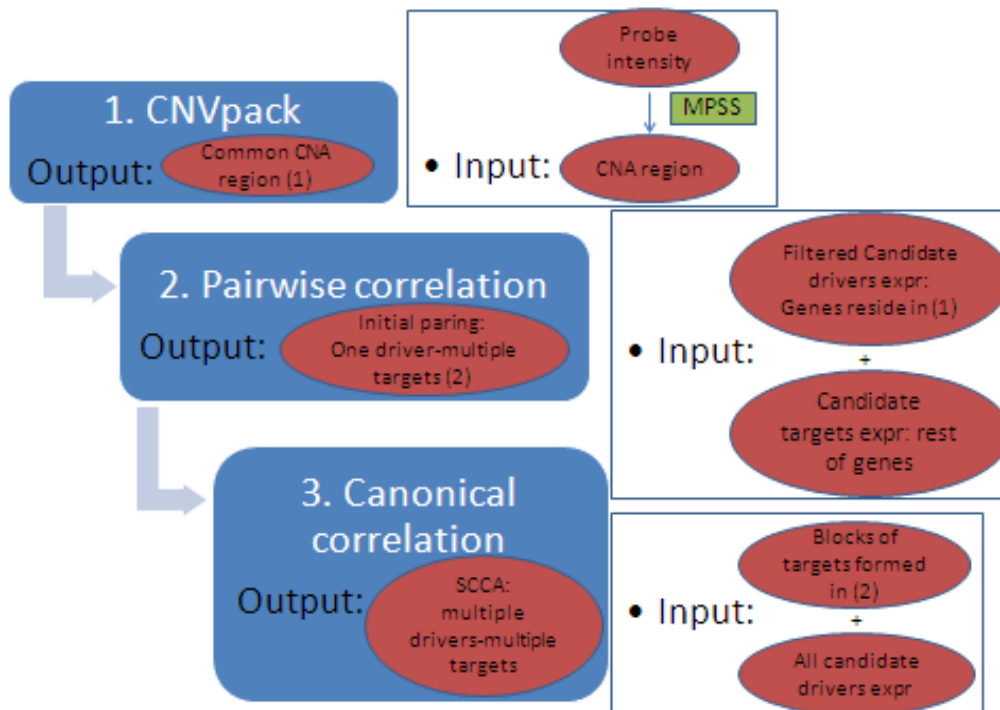 1. CNVpack
Output:
Common CNA
region (1)
Probe
intensity
MPSS
• Input:
CNA region
2. Pairwise correlation
Output:
Initial paring:
One driver-multiple
targets (2)
Filtered Candidate
drivers expr:
Genes reside in (1)
• Input:
+
Candidate
targets expr: rest
of genes
3. Canonical
correlation
Output:
SCCA:
multiple
drivers-multiple
targets
Blocks of
targets formed
in (2)
• Input:
+
All candidate
drivers expr